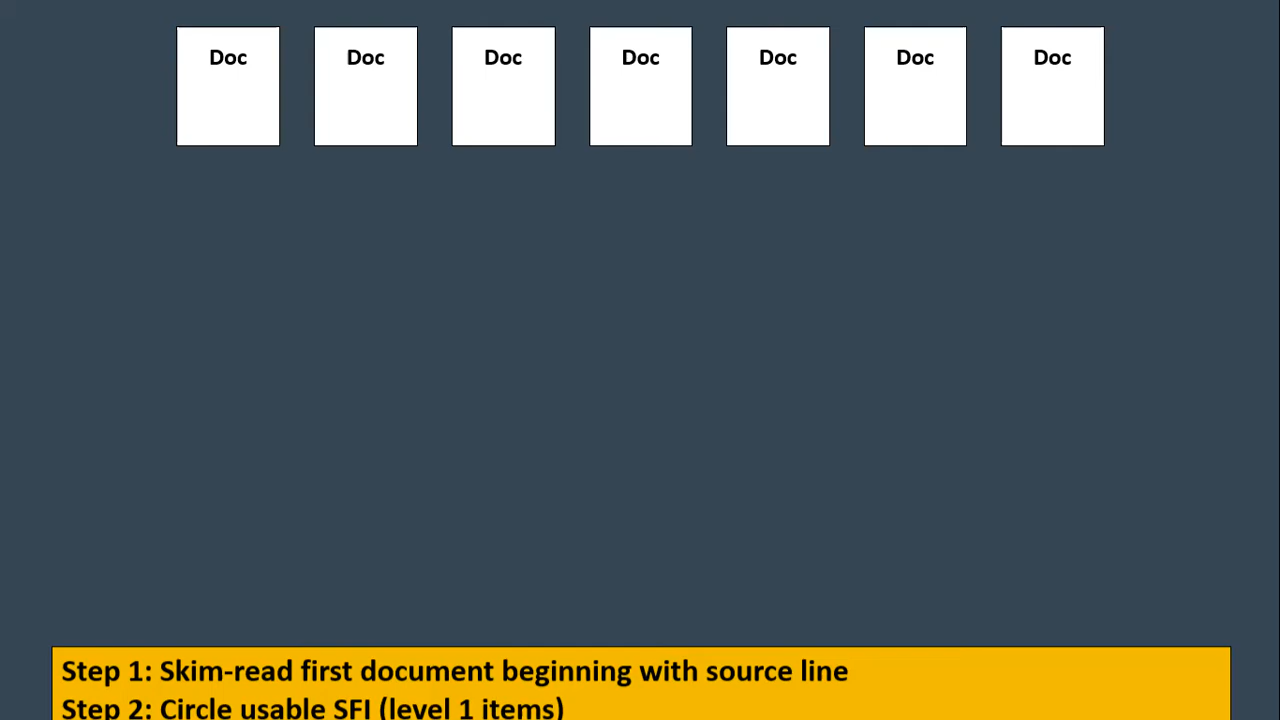 Doc Doc Doc Doc Doc Doc Doc
Step 1: Skim-read first document beginning with source line
Step 2: Circle usable SFI (level 1 items)